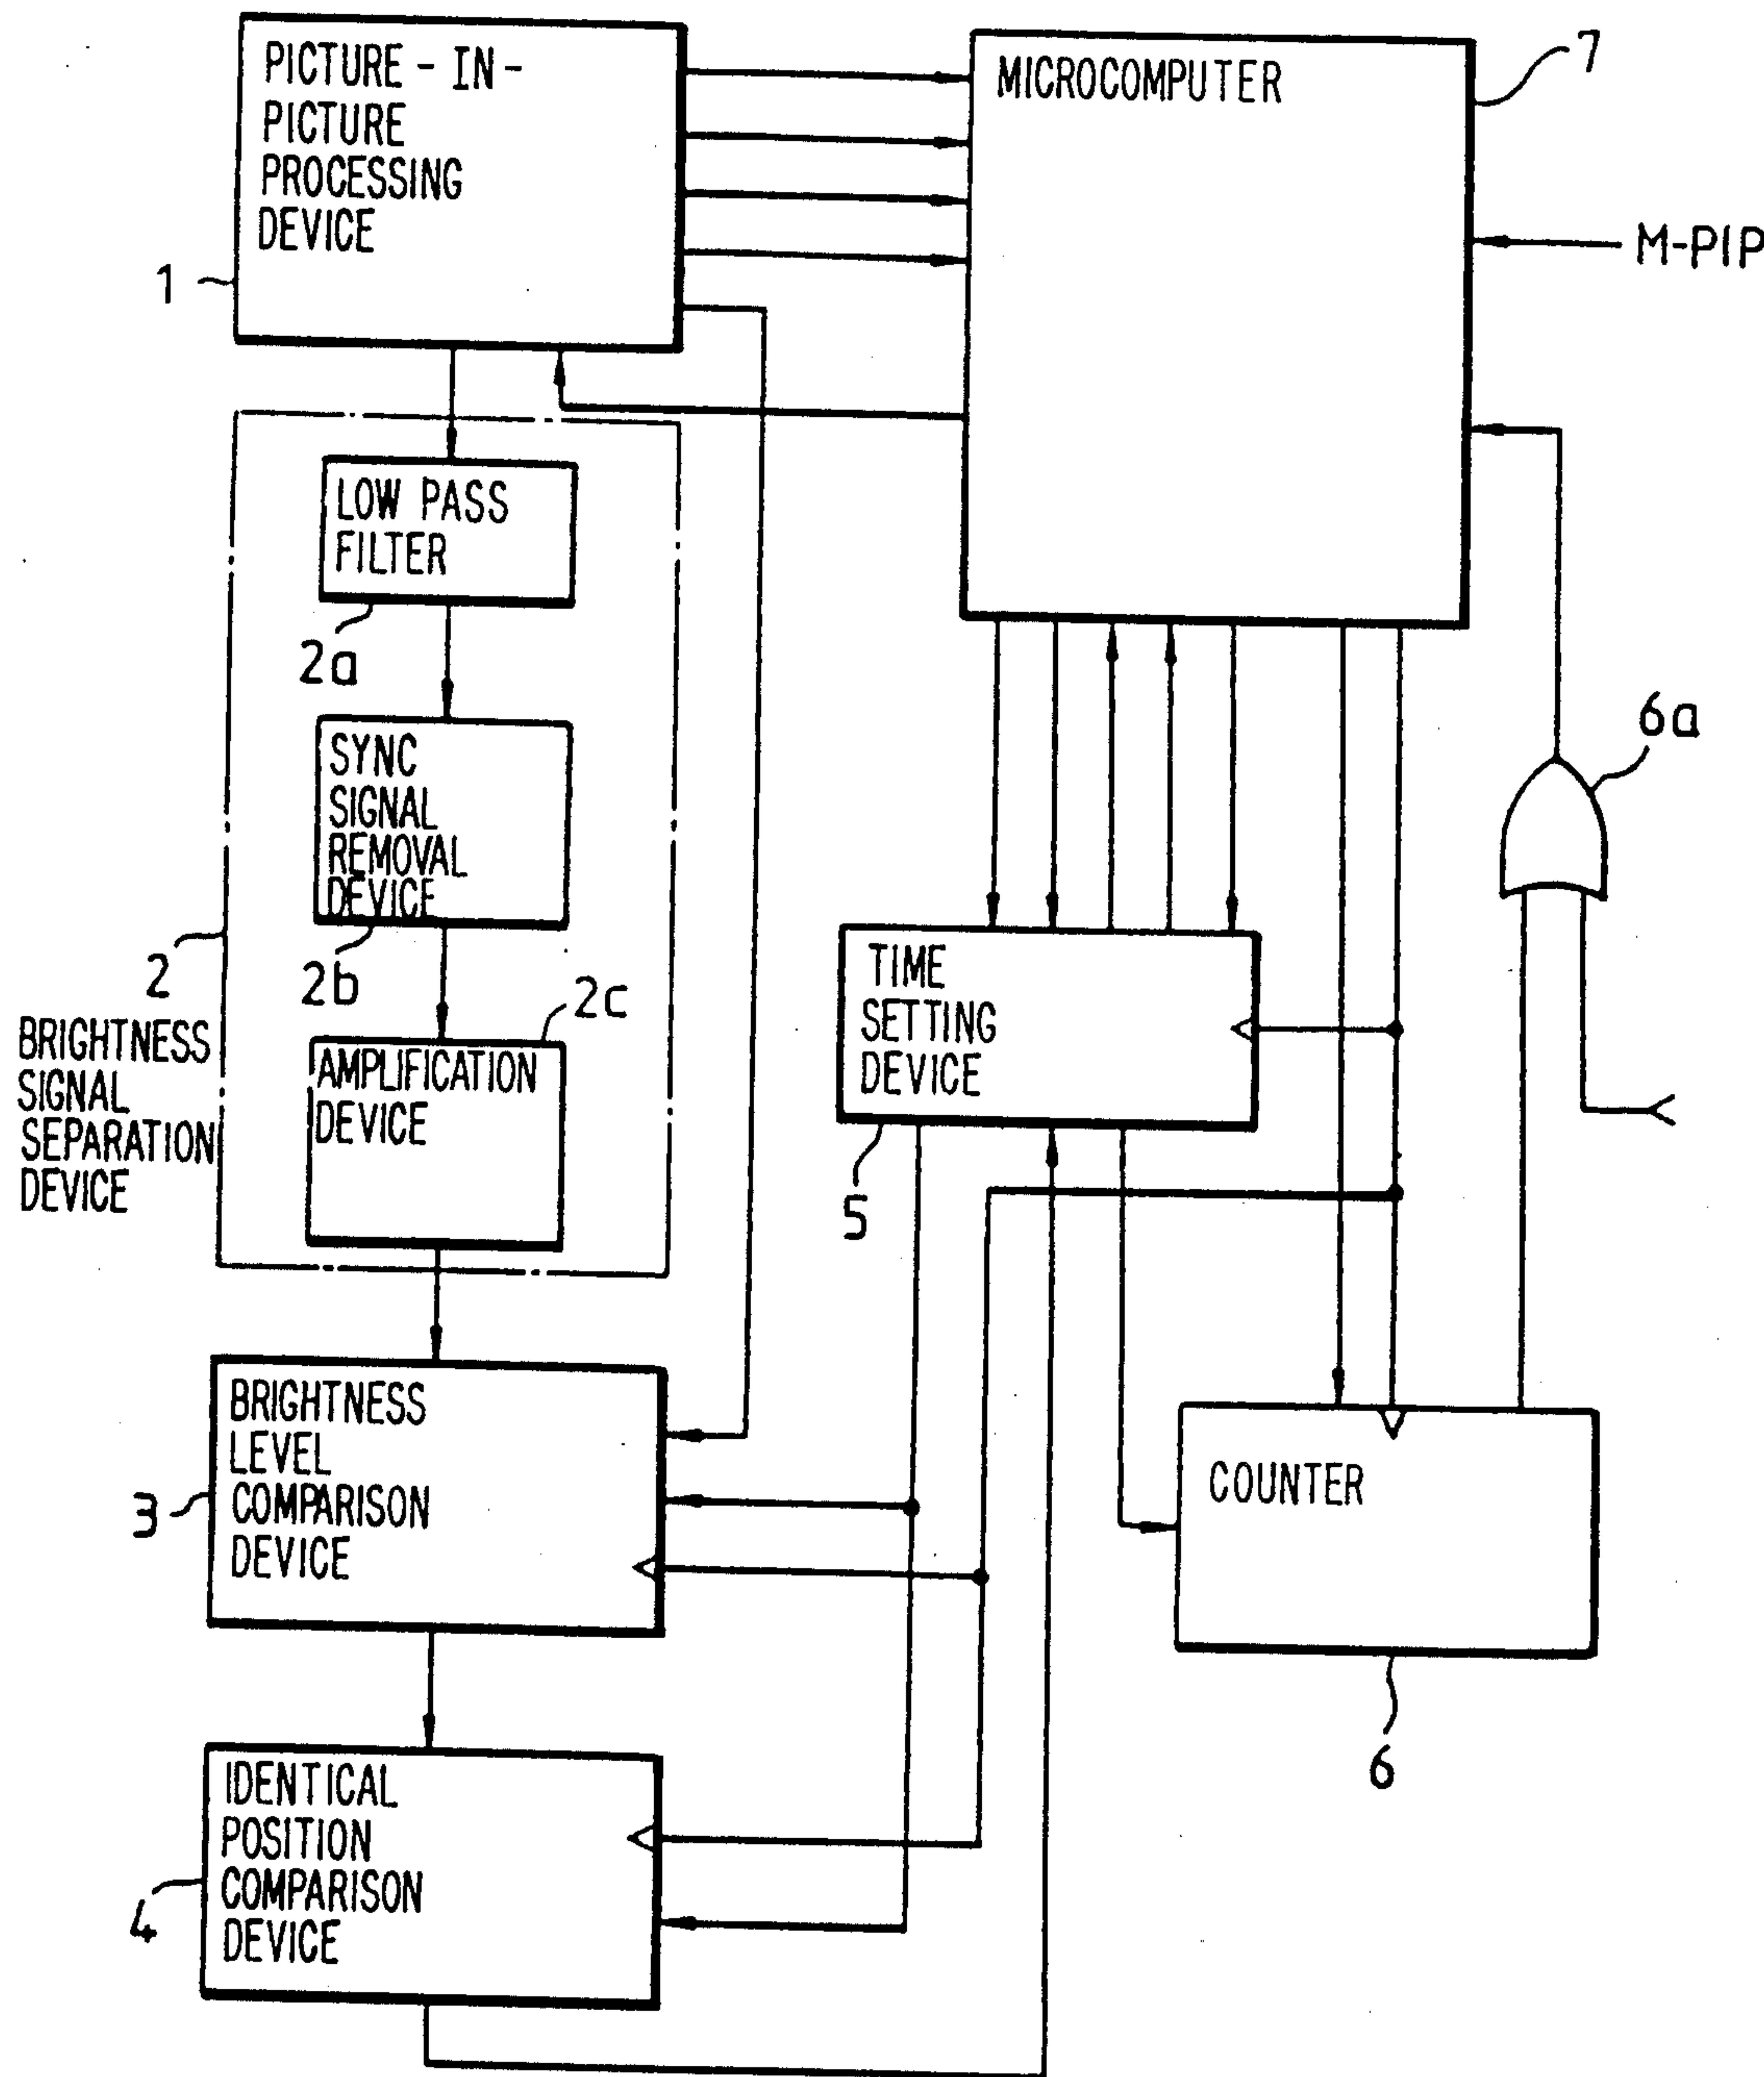 PICTURE - IN -
PICTURE
PROCESSING
DEVICE
1
MICROCOMPUTER
7
M-PIP
LOW PASS
FILTER
2a
SYNC
SIGNAL
REMOVAL
DEVICE
2b
2
BRIGHTNESS
SIGNAL
SEPARATION
DEVICE
2c
AMPLIFICATION
DEVICE
6a
TIME
SETTING
DEVICE
5
BRIGHTNESS
LEVEL
COMPARISON
DEVICE
3
COUNTER
6
IDENTICAL
POSITION
COMPARISON
DEVICE
4